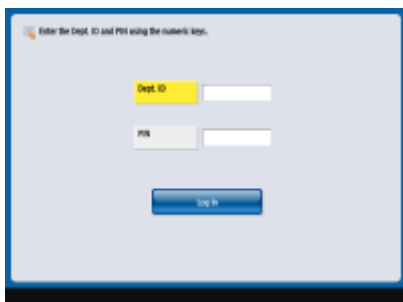 Enter the Dept. ID and PIN using the numeric keys.
Dept. ID
PIN
Log In